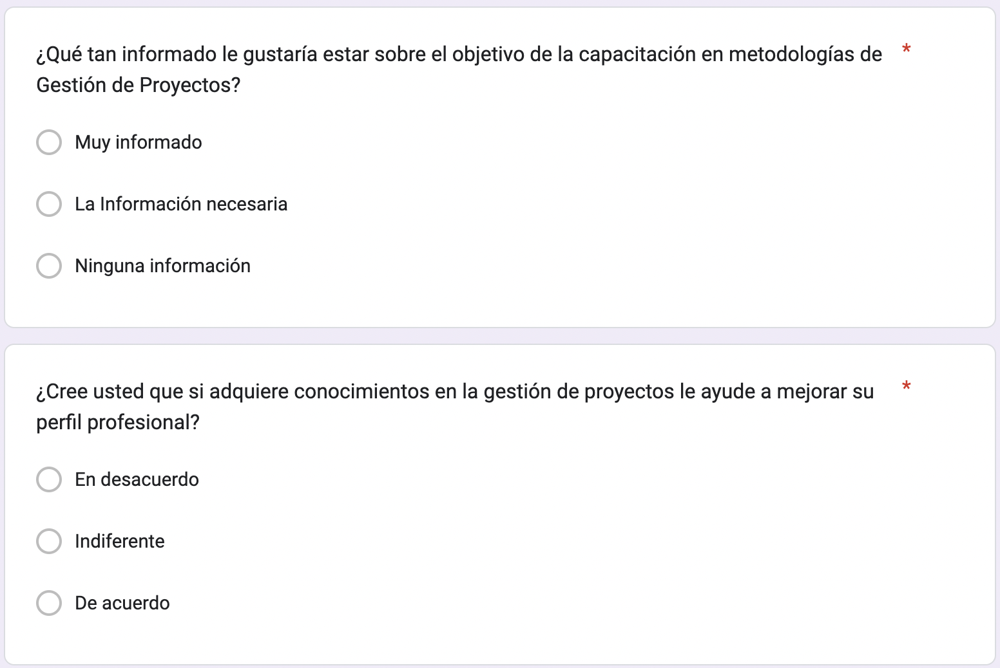 ¿Qué tan informado le gustaría estar sobre el objetivo de la capacitación en metodologías de *
Gestión de Proyectos?
Muy informado
La Información necesaria
Ninguna información
¿Cree usted que si adquiere conocimientos en la gestión de proyectos le ayude a mejorar su *
perfil profesional?
En desacuerdo
Indiferente
De acuerdo